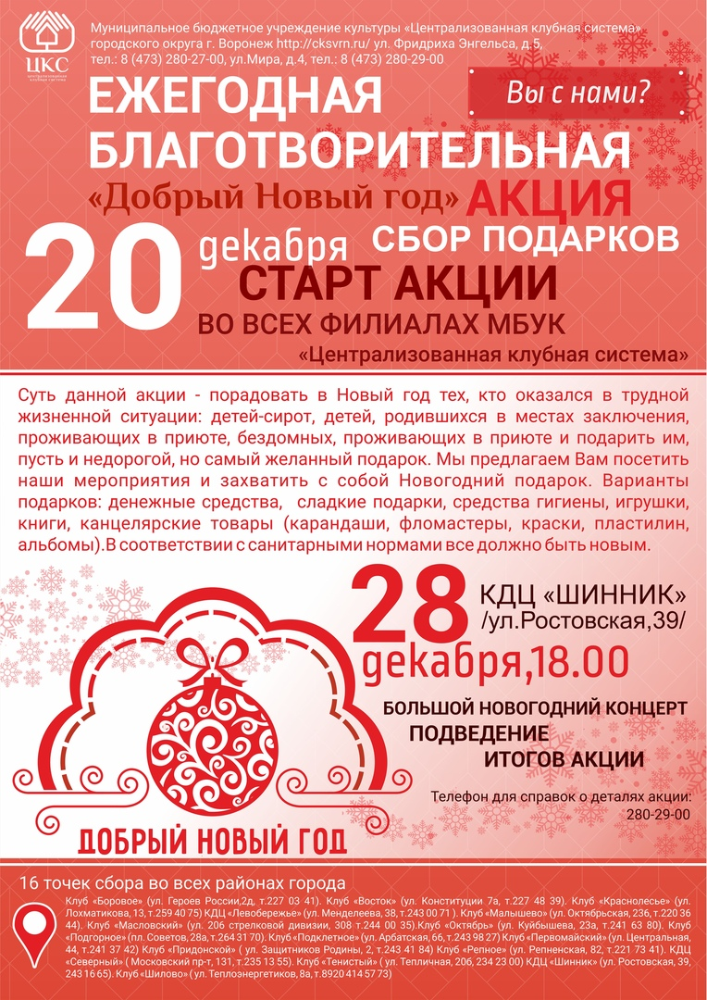 ЦКС
централизованная
клубная система
Муниципальное бюджетное учреждение культуры «Централизованная клубная система»
городского округа г. Воронеж http://cksvrn.ru/ ул. Фридриха Энгельса, д.5,
тел.: 8 (473) 280-27-00, ул.Мира, д.4, тел.: 8 (473) 280-29-00
Вы с нами?
ЕЖЕГОДНАЯ
БЛАГОТВОРИТЕЛЬНАЯ
«Добрый Новый год» АКЦИЯ
20 декабря СБОР ПОДАРКОВ
СТАРТ АКЦИИ
ВО ВСЕХ ФИЛИАЛАХ МБУК
«Централизованная клубная система»
Суть данной акции - порадовать в Новый год тех, кто оказался в трудной
жизненной ситуации: детей-сирот, детей, родившихся в местах заключения,
проживающих в приюте, бездомных, проживающих в приюте и подарить им,
пусть и недорогой, но самый желанный подарок. Мы предлагаем Вам посетить
наши мероприятия и захватить с собой Новогодний подарок. Варианты
подарков: денежные средства, сладкие подарки, средства гигиены, игрушки,
книги, канцелярские товары (карандаши, фломастеры, краски, пластилин,
альбомы).В соответствии с санитарными нормами все должно быть новым.
28 КДЦ «ШИННИК»
/ул.Ростовская,39/
декабря,18.00
БОЛЬШОЙ НОВОГОДНИЙ КОНЦЕРТ
ПОДВЕДЕНИЕ
ИТОГОВ АКЦИИ
Телефон для справок о деталях акции:
280-29-00
ДОБРЫЙ НОВЫЙ ГОД
16 точек сбора во всех районах города
Клуб «Боровое» (ул. Героев России,2д, т.227 03 41). Клуб «Восток» (ул. Конституции 7а, т.227 48 39). Клуб «Краснолесье» (ул.
Лохматикова, 13, т.259 40 75) КДЦ «Левобережье» (ул. Менделеева, 38, т.243 00 71 ). Клуб «Малышево» (ул. Октябрьская, 236, т.220 36
44). Клуб «Масловский» (ул. 206 стрелковой дивизии, 308 т.244 00 35).Клуб «Октябрь» (ул. Куйбышева, 23а, т.241 63 80). Клуб
«Подгорное» (пл. Советов, 28а, т.264 31 70). Клуб «Подклетное» (ул. Арбатская, 66, т.243 98 27) Клуб «Первомайский» (ул. Центральная,
44, т.241 37 42) Клуб «Придонской» ( ул. Защитников Родины, 2, т.243 41 84) Клуб «Репное» (ул. Репненская, 82, т.221 73 41). КДЦ
«Северный» ( Московский пр-т, 131, т.235 13 55). Клуб «Тенистый» ( ул. Тепличная, 20б, 234 23 00) КДЦ «Шинник» (ул. Ростовская, 39,
243 16 65). Клуб «Шилово» ( ул. Теплоэнергетиков, 8а, т.8920 414 57 73)